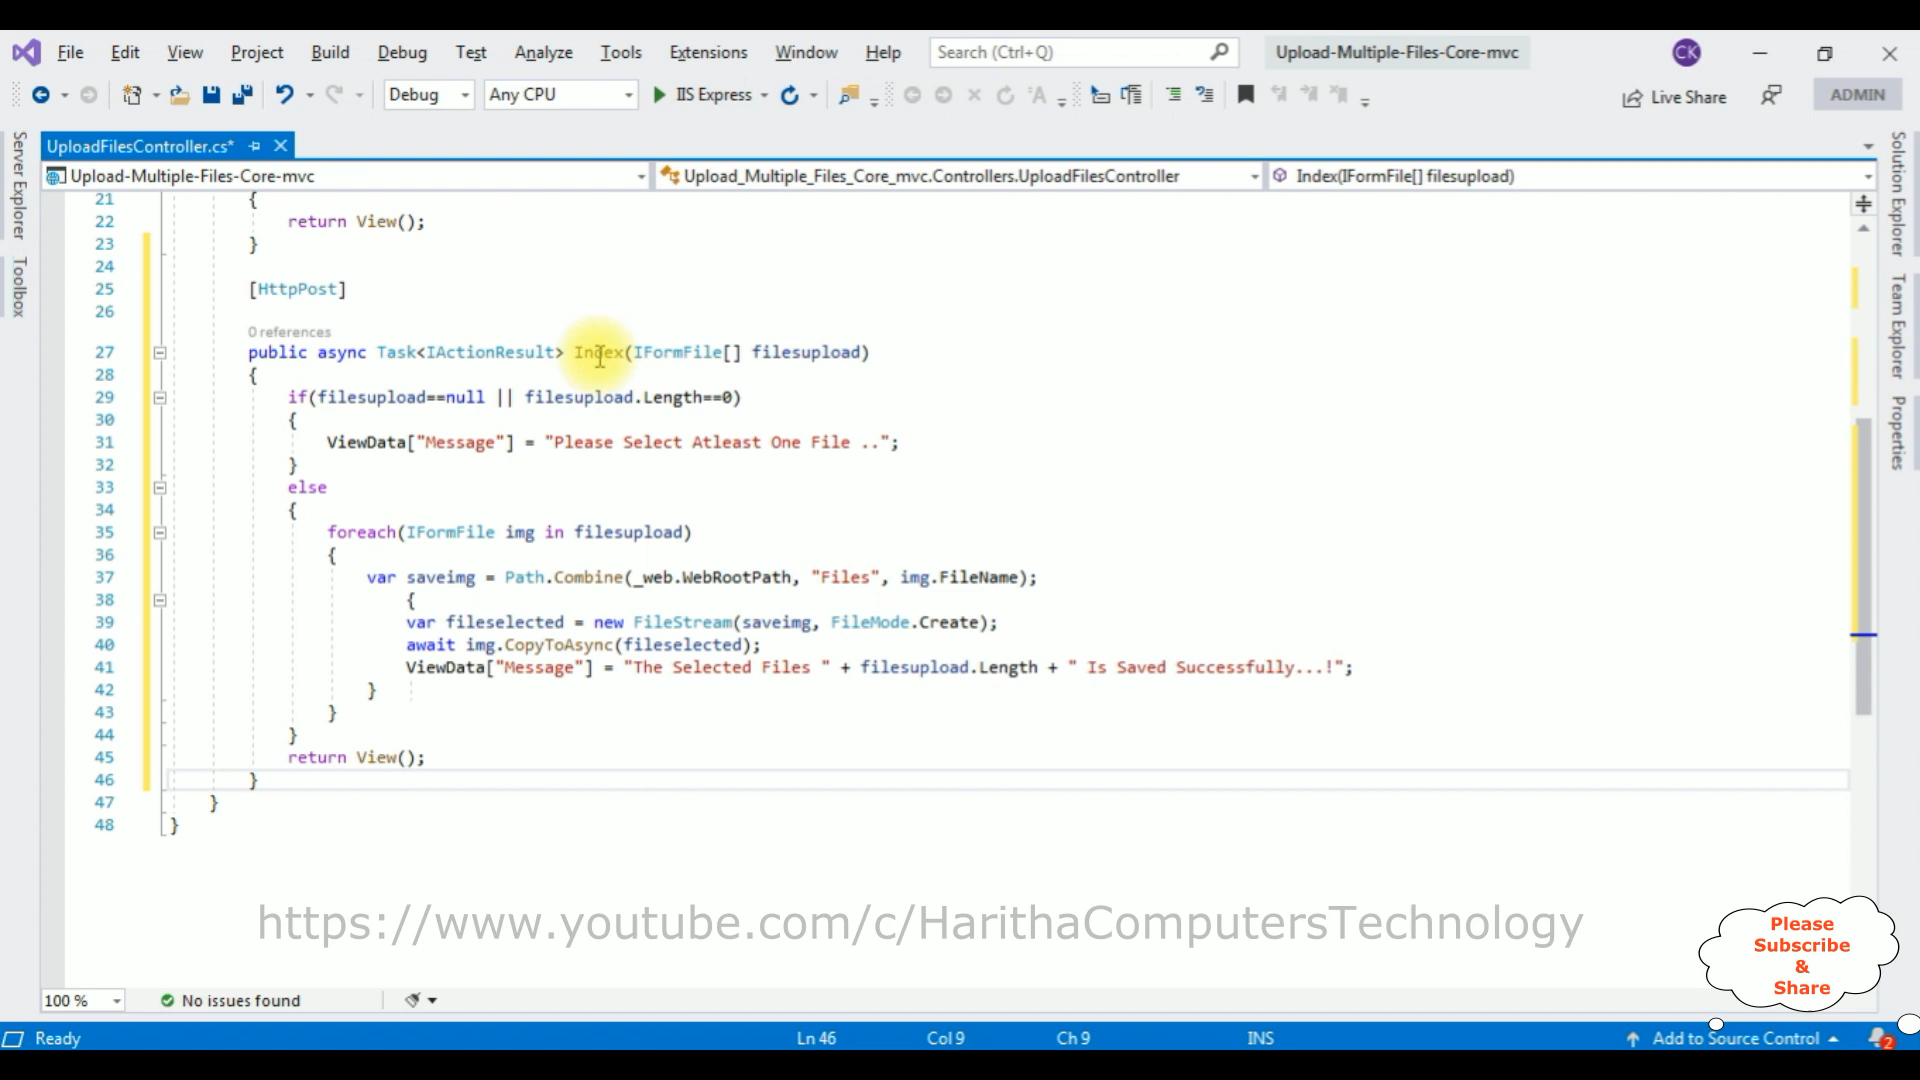 File Edit View Project Build Debug Test Analyze Tools Extensions Window Help Search (Ctrl+Q) Upload-Multiple-Files-Core-mvc CK
Debug Any CPU IIS Express Live Share ADMIN
Server Explorer
Toolbox
UploadFilesController.cs*
Upload-Multiple-Files-Core-mvc Upload_Multiple_Files_Core_mvc.Controllers.UploadFilesController Index(IFormFile[] filesupload)
21 {
22 return View();
23 }
24
25 [HttpPost]
26
0 references
27 public async Task<IActionResult> Index(IFormFile[] filesupload)
28 {
29 if(filesupload==null || filesupload.Length==0)
30 {
31 ViewData["Message"] = "Please Select Atleast One File ..";
32 }
33 else
34 {
35 foreach(IFormFile img in filesupload)
36 {
37 var saveimg = Path.Combine(_web.WebRootPath, "Files", img.FileName);
38 {
39 var fileselected = new FileStream(saveimg, FileMode.Create);
40 await img.CopyToAsync(fileselected);
41 ViewData["Message"] = "The Selected Files " + filesupload.Length + " Is Saved Successfully...!";
42 }
43 }
44 }
45 return View();
46 }
47 }
48 }
Solution Explorer
Team Explorer
Properties
https://www.youtube.com/c/HarithaComputersTechnology
Please
Subscribe
&
Share
100 % No issues found
Ready Ln 46 Col 9 Ch 9 INS Add to Source Control 2